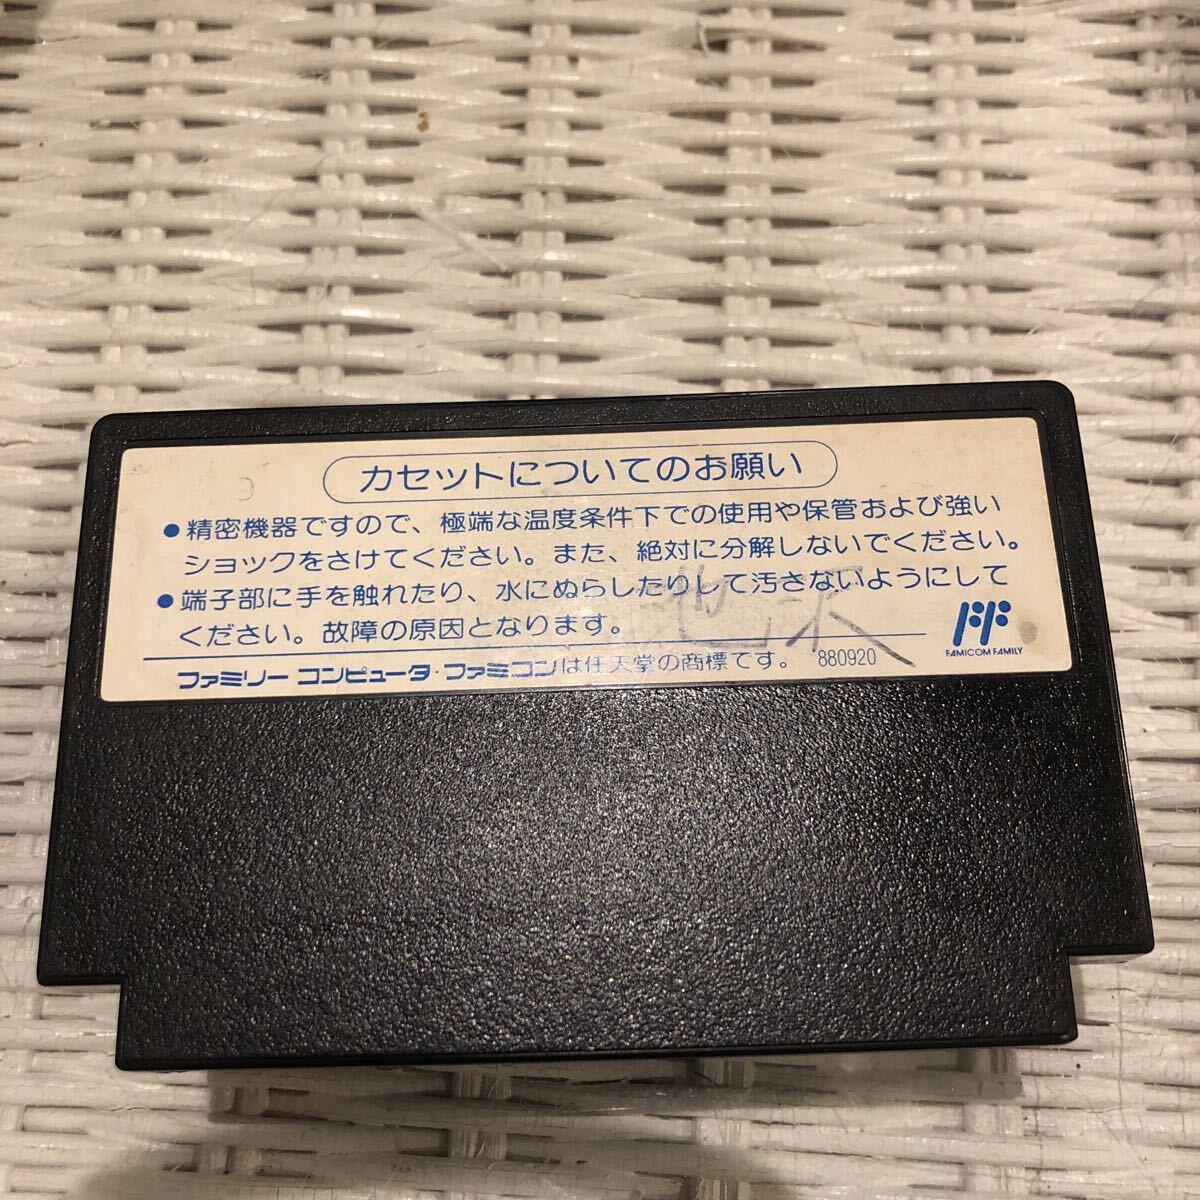 カセットについてのお願い
●精密機器ですので、極端な温度条件下での使用や保管および強い
ショックをさけてください。また、絶対に分解しないでください。
●端子部に手を触れたり、水にぬらしたりして汚さないようにして
ください。故障の原因となります。
FAMICOM FAMILY
ファミリー コンピュータ・ファミコンは任天堂の商標です。 880920